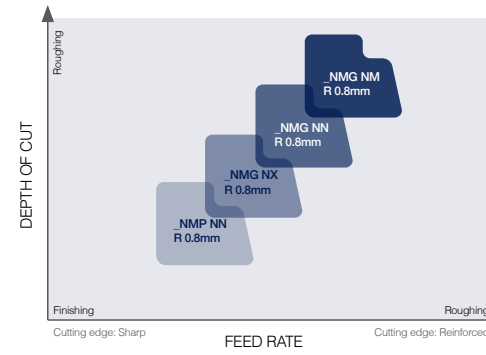 Roughing
DEPTH OF CUT
_NMG NM
R 0.8mm
_NMG NN
R 0.8mm
_NMG NX
R 0.8mm
_NMP NN
R 0.8mm
Finishing
Roughing
Cutting edge: Sharp
Cutting edge: Reinforced
FEED RATE